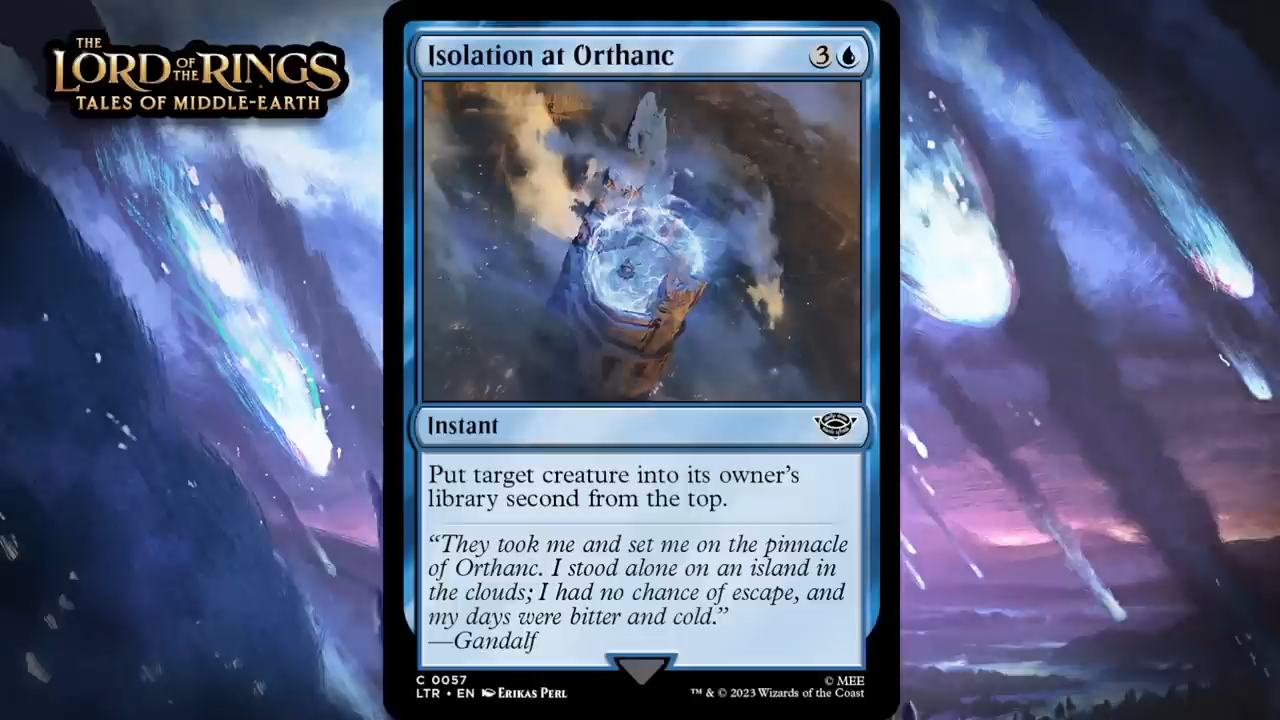 THE
LORD OF THE RINGS
TALES OF MIDDLE-EARTH
Isolation at Orthanc 3
Instant
Put target creature into its owner's
library second from the top.
“They took me and set me on the pinnacle
of Orthanc. I stood alone on an island in
the clouds; I had no chance of escape, and
my days were bitter and cold.”
—Gandalf
C 0057
LTR • EN Erikas Perl
© MEE
™ & © 2023 Wizards of the Coast